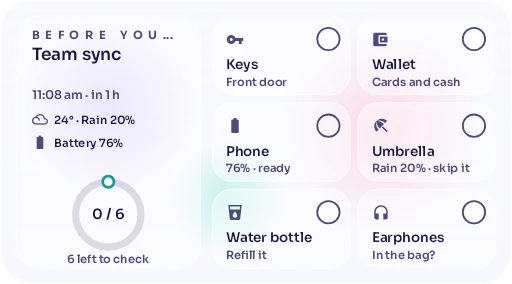 BEFORE YOU…
Team sync
11:08 am · in 1 h
24° · Rain 20%
Battery 76%
0 / 6
6 left to check
Keys
Front door
Wallet
Cards and cash
Phone
76% · ready
Umbrella
Rain 20% · skip it
Water bottle
Refill it
Earphones
In the bag?